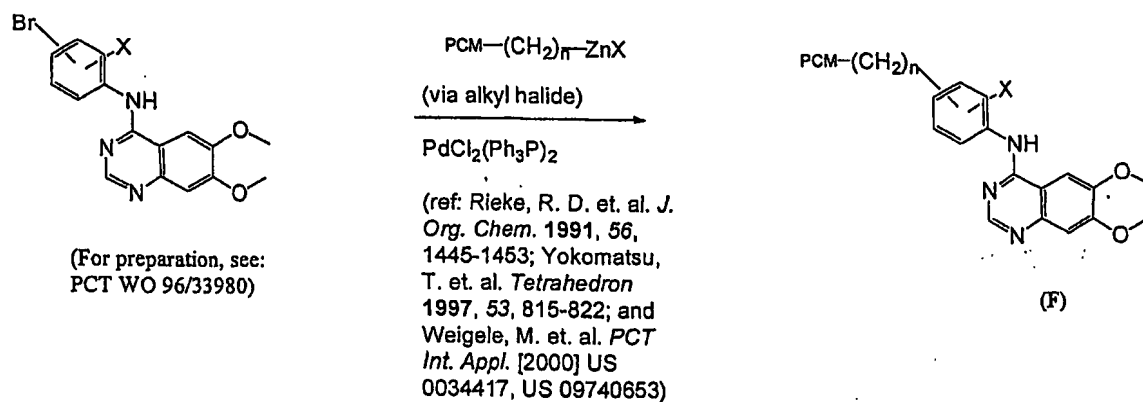 Br
X
NH
N
N
O
O
(For preparation, see:
PCT WO 96/33980)
PCM-(CH2)n-ZnX
(via alkyl halide)
PdCl2(Ph3P)2
(ref: Rieke, R. D. et. al. J.
Org. Chem. 1991, 56,
1445-1453; Yokomatsu,
T. et. al. Tetrahedron
1997, 53, 815-822; and
Weigele, M. et. al. PCT
Int. Appl. [2000] US
0034417, US 09740653)
PCM-(CH2)n
X
NH
N
N
O
O
(F)